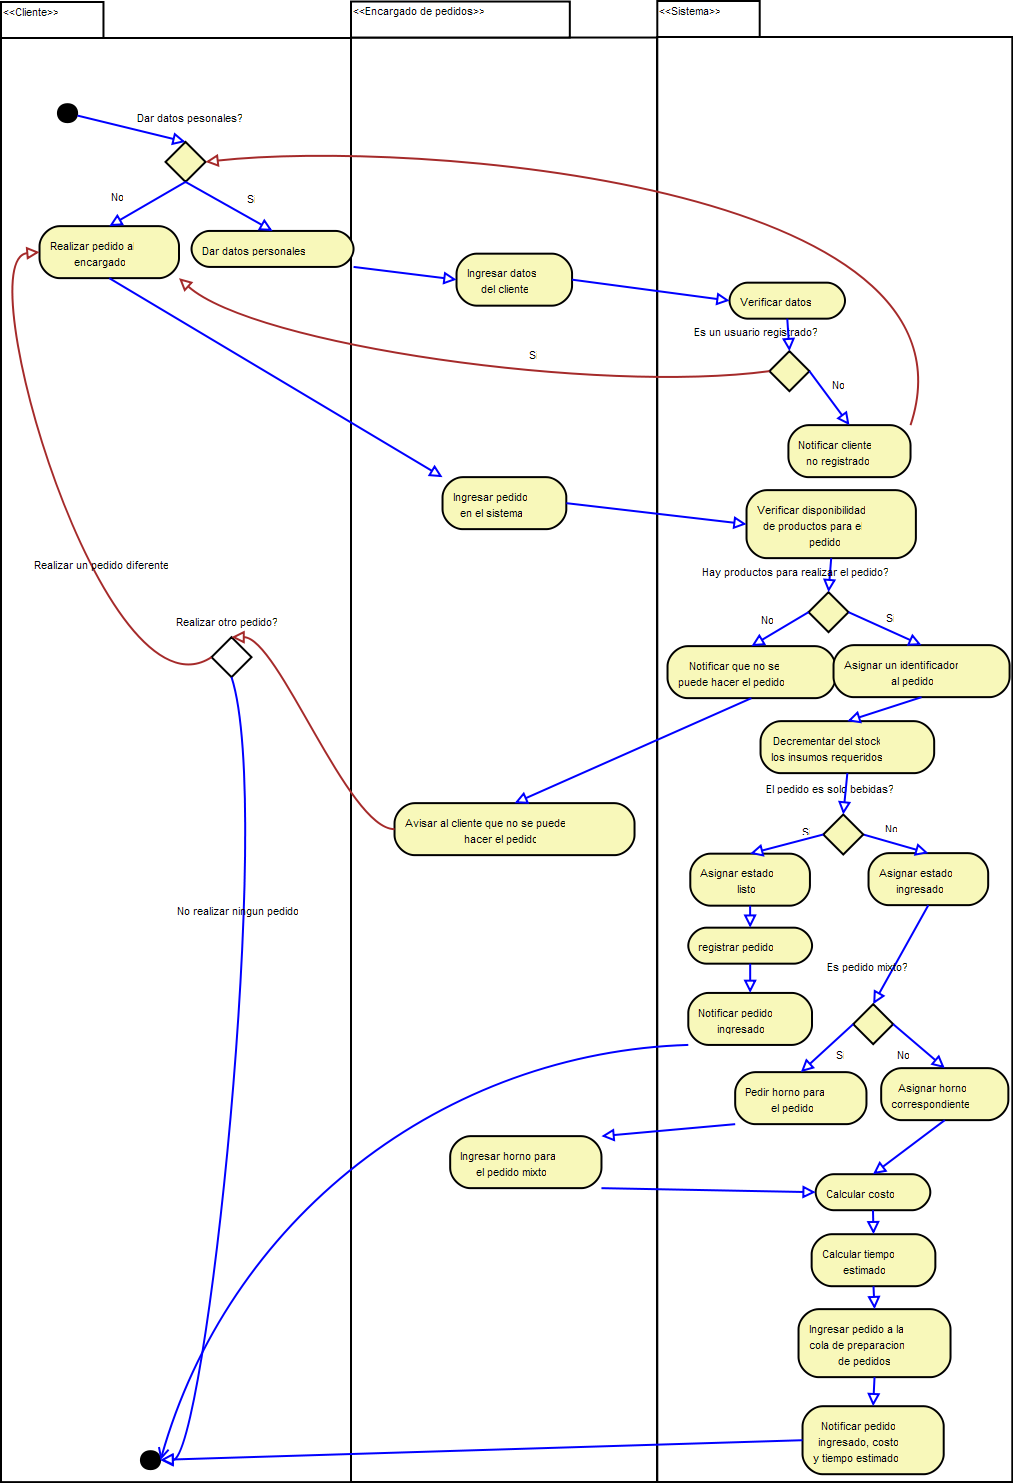 <<Cliente>>
<<Encargado de pedidos>>
<<Sistema>>
Dar datos pesonales?
No
Si
Realizar pedido al
encargado
Dar datos personales
Ingresar datos
del cliente
Verificar datos
Es un usuario registrado?
Si
No
Notificar cliente
no registrado
Ingresar pedido
en el sistema
Verificar disponibilidad
de productos para el
pedido
Hay productos para realizar el pedido?
Realizar un pedido diferente
Realizar otro pedido?
No
Si
Notificar que no se
puede hacer el pedido
Asignar un identificador
al pedido
Decrementar del stock
los insumos requeridos
El pedido es solo bebidas?
Avisar al cliente que no se puede
hacer el pedido
Si
No
Asignar estado
listo
Asignar estado
ingresado
No realizar ningun pedido
registrar pedido
Es pedido mixto?
Notificar pedido
ingresado
Si
No
Pedir horno para
el pedido
Asignar horno
correspondiente
Ingresar horno para
el pedido mixto
Calcular costo
Calcular tiempo
estimado
Ingresar pedido a la
cola de preparacion
de pedidos
Notificar pedido
ingresado, costo
y tiempo estimado